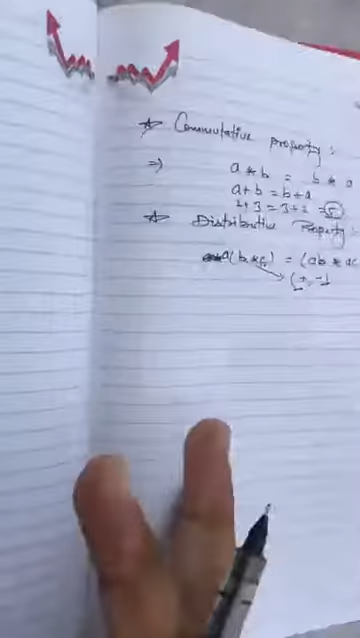 ☆ Commutative Property :
⇒ a * b = b * a
a + b = b + a
2 + 3 = 3 + 2 = 5
☆ Distributive Property :
a(b * c) = (ab * ac
(+, -)